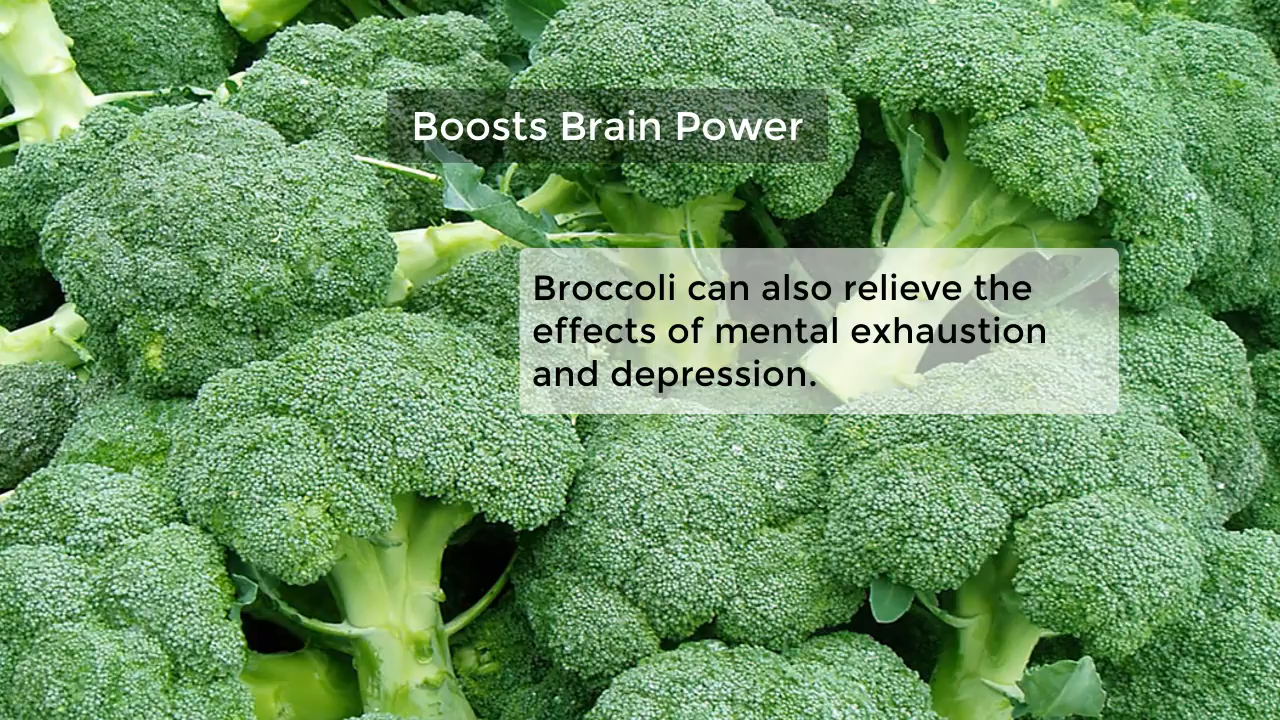 Boosts Brain Power
Broccoli can also relieve the
effects of mental exhaustion
and depression.